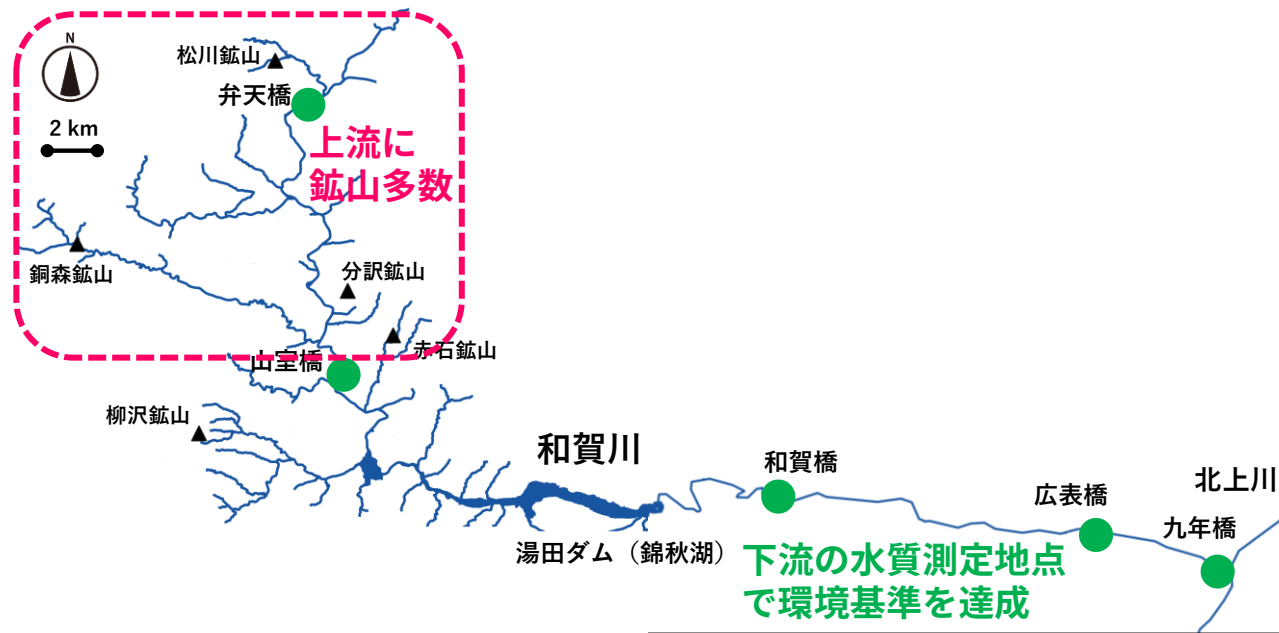 N
2 km
松川鉱山
弁天橋
上流に
鉱山多数
銅森鉱山
分訳鉱山
赤石鉱山
山室橋
柳沢鉱山
和賀川
和賀橋
広表橋
北上川
九年橋
湯田ダム（錦秋湖）
下流の水質測定地点
で環境基準を達成